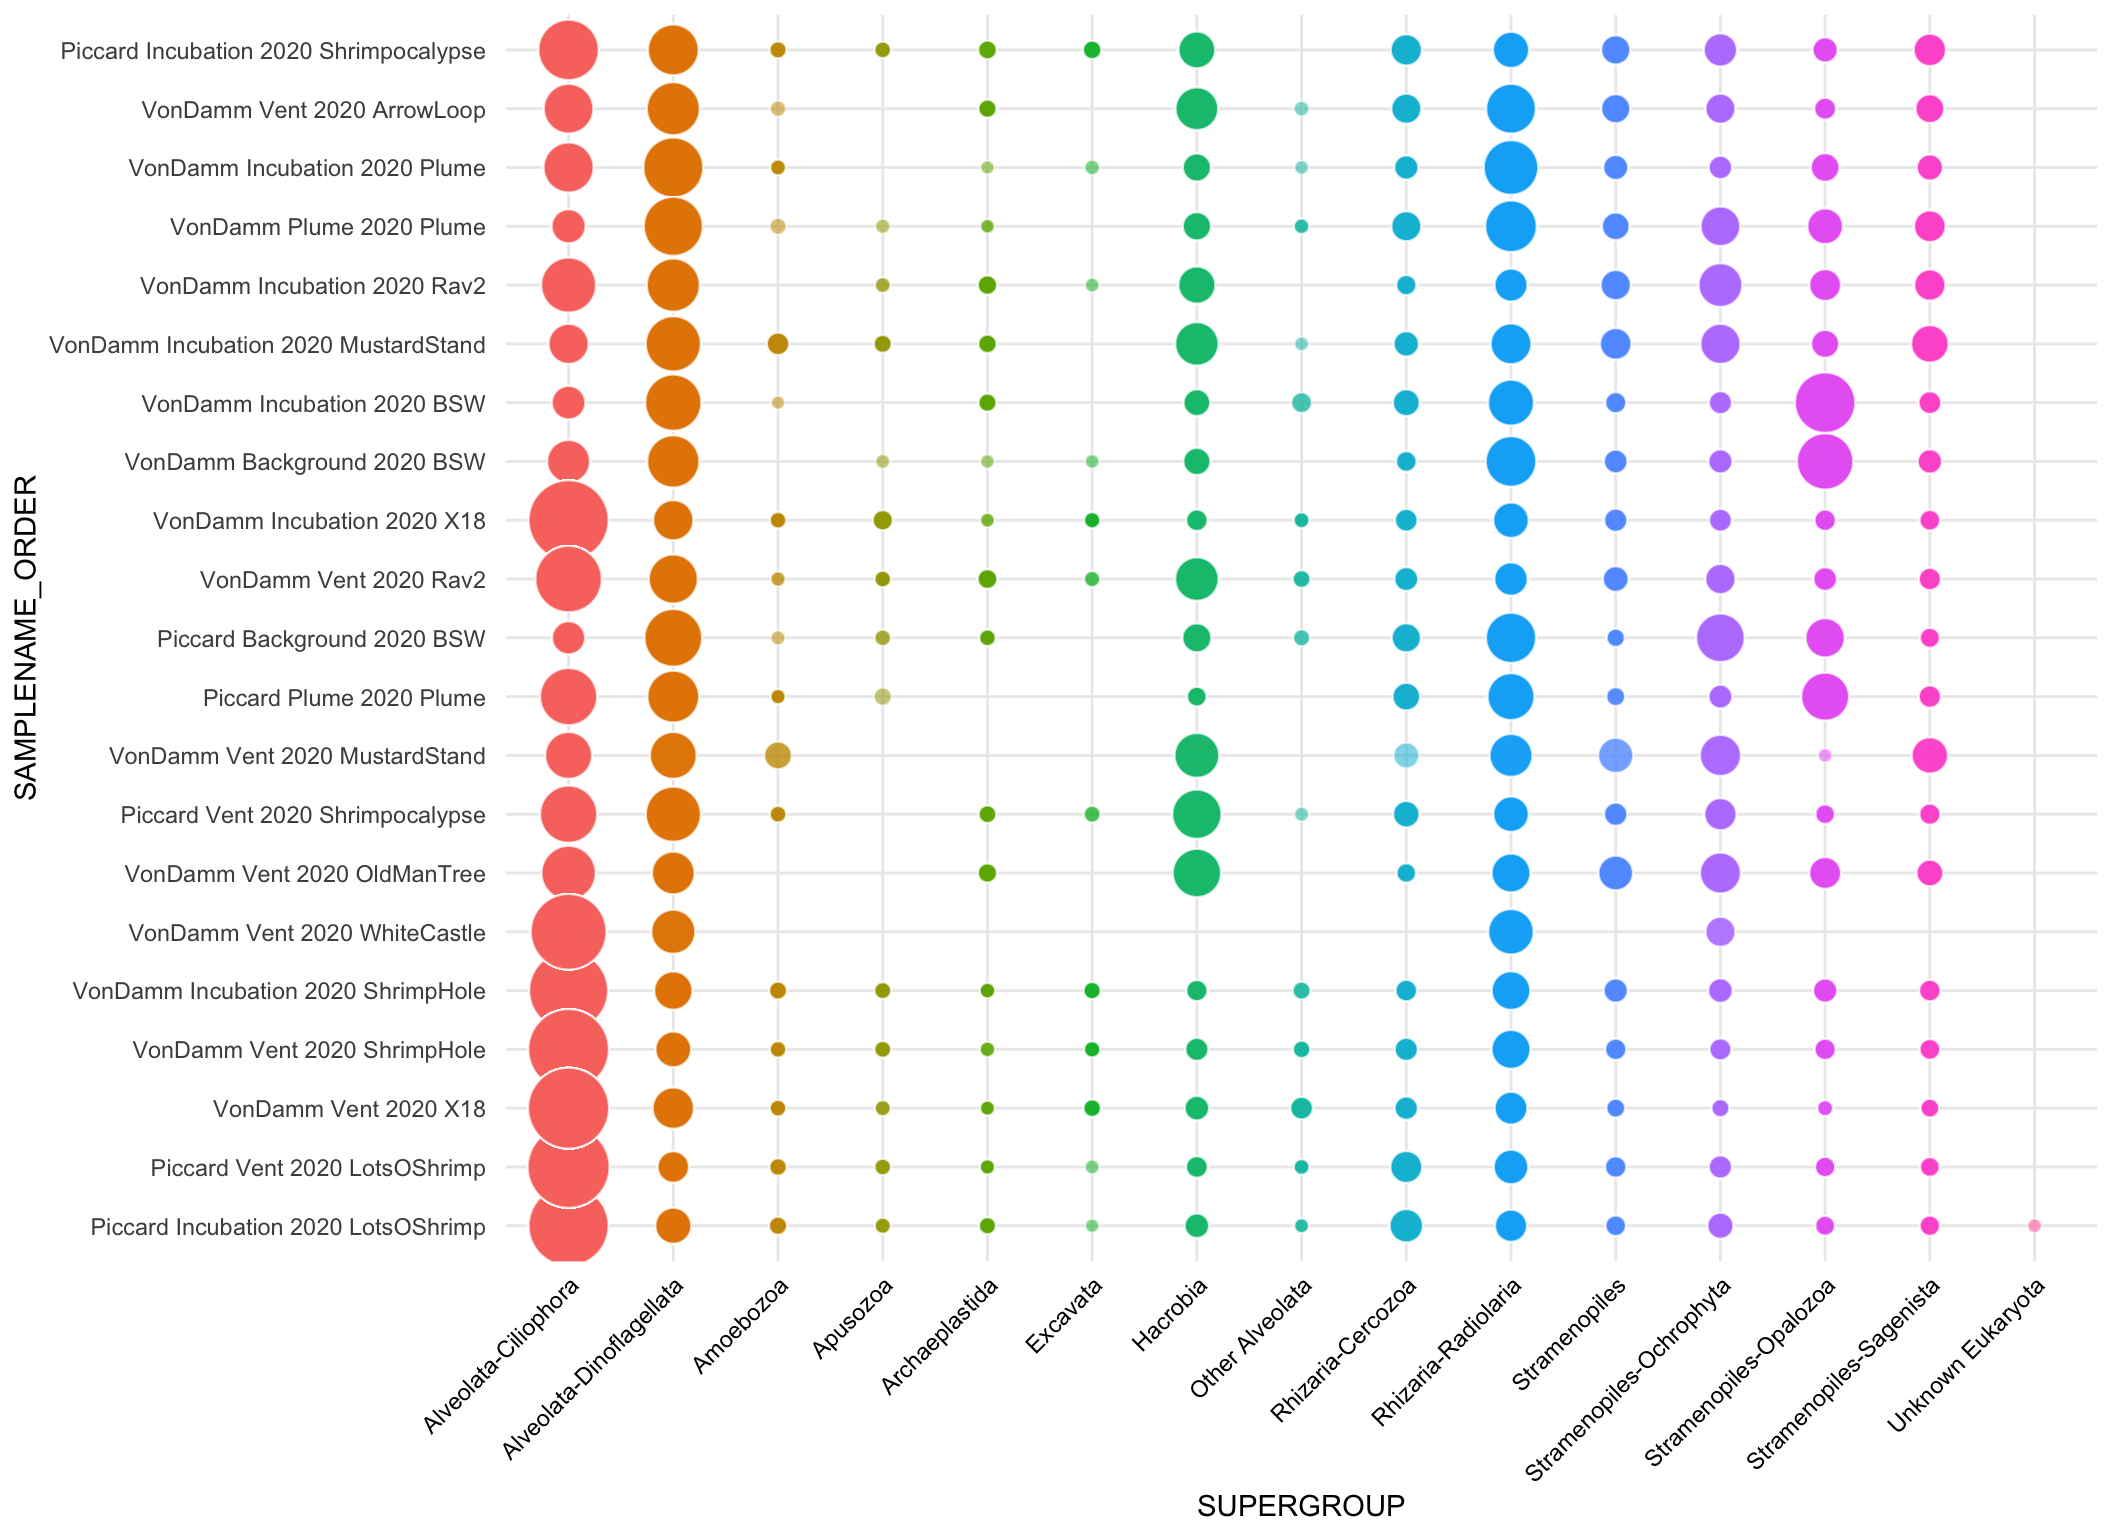 Piccard Incubation 2020 Shrimpocalypse
VonDamm Vent 2020 ArrowLoop
VonDamm Incubation 2020 Plume
VonDamm Plume 2020 Plume
VonDamm Incubation 2020 Rav2
VonDamm Incubation 2020 MustardStand
VonDamm Incubation 2020 BSW
VonDamm Background 2020 BSW
VonDamm Incubation 2020 X18
VonDamm Vent 2020 Rav2
Piccard Background 2020 BSW
Piccard Plume 2020 Plume
VonDamm Vent 2020 MustardStand
Piccard Vent 2020 Shrimpocalypse
VonDamm Vent 2020 OldManTree
VonDamm Vent 2020 WhiteCastle
VonDamm Incubation 2020 ShrimpHole
VonDamm Vent 2020 ShrimpHole
VonDamm Vent 2020 X18
Piccard Vent 2020 LotsOShrimp
Piccard Incubation 2020 LotsOShrimp
SAMPLENAME_ORDER
Alveolata-Ciliophora
Alveolata-Dinoflagellata
Amoebozoa
Apusozoa
Archaeplastida
Excavata
Hacrobia
Other Alveolata
Rhizaria-Cercozoa
Rhizaria-Radiolaria
Stramenopiles
Stramenopiles-Ochrophyta
Stramenopiles-Opalozoa
Stramenopiles-Sagenista
Unknown Eukaryota
SUPERGROUP